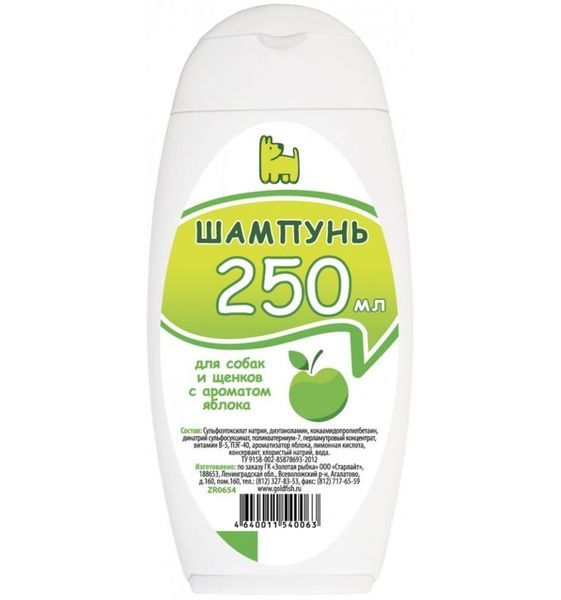 ШАМПУНЬ
250 мл
для собак
и щенков
с ароматом
яблока
Состав: Сульфоэтоксилат натрия, диэтаноламин, кокаамидопропилбетаин,
динатрий сульфосукцинат, поликватерниум-7, перламутровый концентрат,
витамин В-5, ПЭГ-40, ароматизатор яблока, лимонная кислота,
консервант, хлористый натрий, вода.
ТУ 9158-002-85878693-2012
Изготовлено: по заказу ГК "Золотая рыбка" ООО «Старлайт»,
188653, Ленинградская обл., Всеволожский р-н, Агалатово,
д.160, пом.160, тел.: (812) 327-83-53, факс: (812) 717-65-59
ZR0654 www.goldfish.ru
4 640011 540063